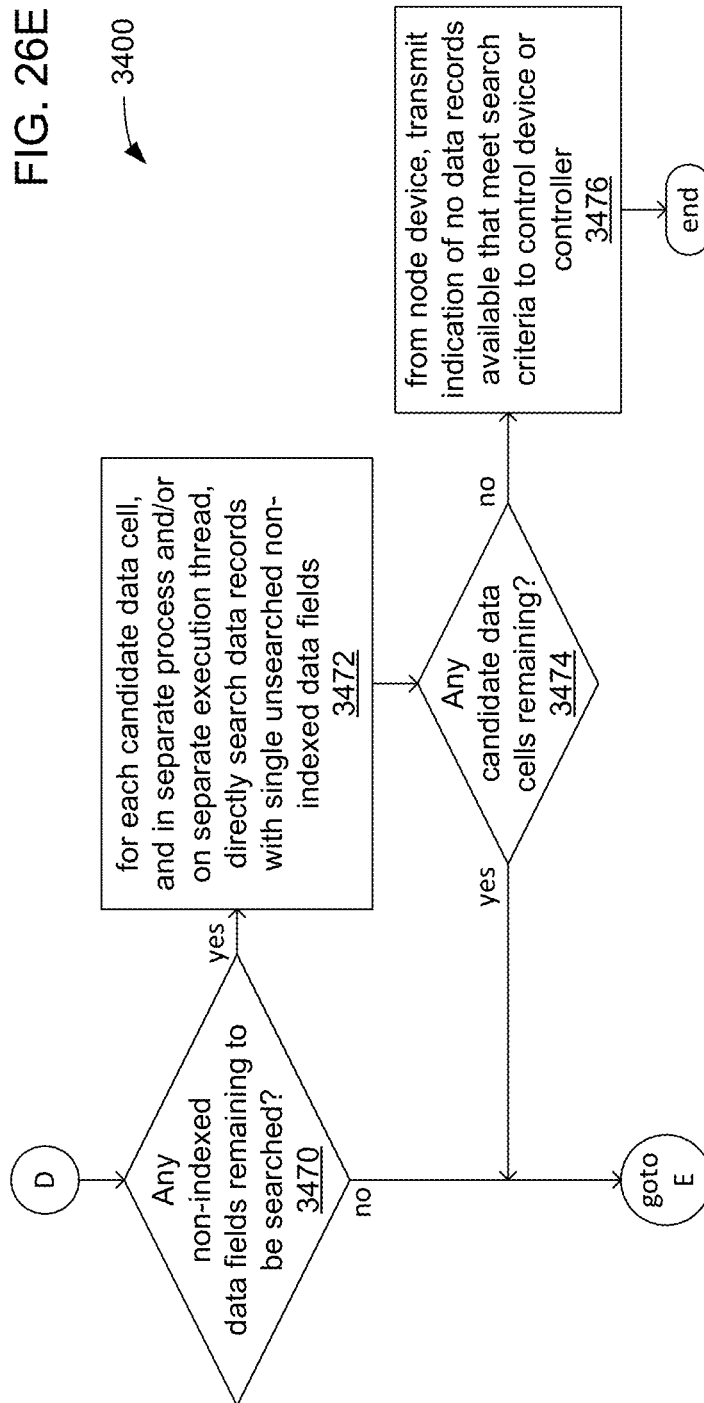 FIG. 26E
3400
D
Any
non-indexed
data fields remaining to
be searched?
3470
yes
no
for each candidate data cell,
and in separate process and/or
on separate execution thread,
directly search data records
with single unsearched non-
indexed data fields
3472
Any
candidate data
cells remaining?
3474
yes
no
from node device, transmit
indication of no data records
available that meet search
criteria to control device or
controller
3476
end
goto
E